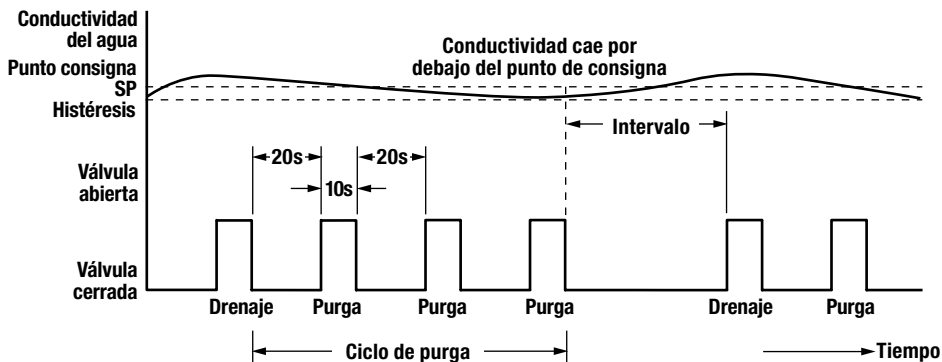 Conductividad
del agua
Punto consigna
SP
Histéresis
Conductividad cae por
debajo del punto de consigna
Intervalo
20s
20s
10s
Válvula
abierta
Válvula
cerrada
Drenaje
Purga
Purga
Purga
Drenaje
Purga
Ciclo de purga
Tiempo